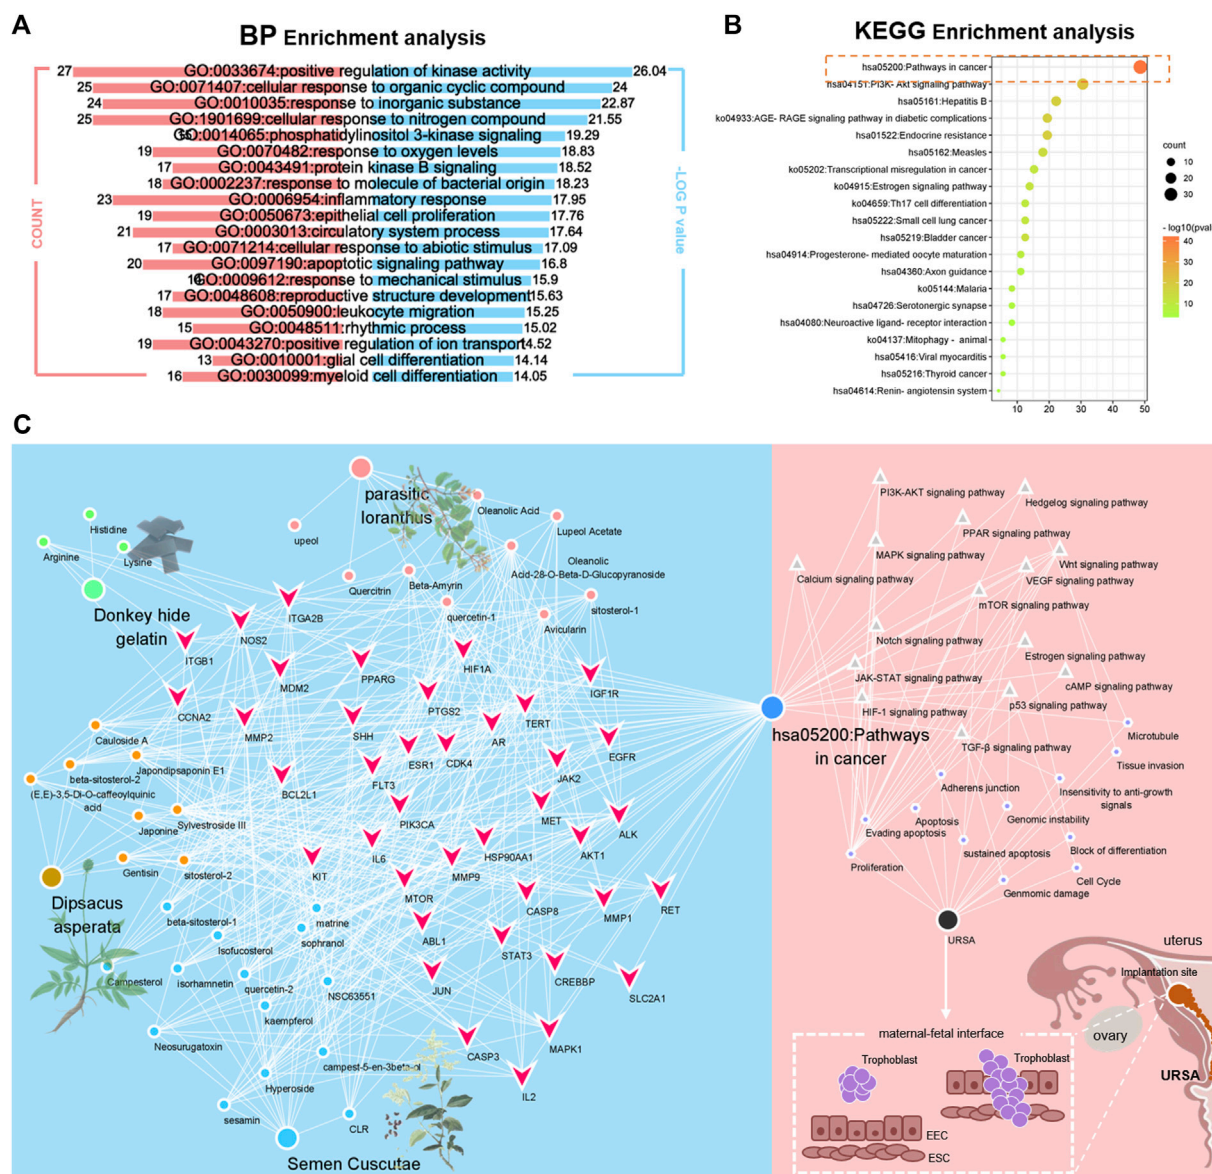 A
BP Enrichment analysis
27 GO:0033674:positive regulation of kinase activity 26.04
25 GO:0071407:cellular response to organic cyclic compound 24
24 GO:0010035:response to inorganic substance 22.87
25 GO:1901699:cellular response to nitrogen compound 21.55
GO:0014065:phosphatidylinositol 3-kinase signaling 19.29
19 GO:0070482:response to oxygen levels 18.83
17 GO:0043491:protein kinase B signaling 18.52
18 GO:0002237:response to molecule of bacterial origin 18.23
23 GO:0006954:inflammatory response 17.95
19 GO:0050673:epithelial cell proliferation 17.76
21 GO:0003013:circulatory system process 17.64
17 GO:0071214:cellular response to abiotic stimulus 17.09
20 GO:0097190:apoptotic signaling pathway 16.8
GO:0009612:response to mechanical stimulus 15.9
17 GO:0048608:reproductive structure development 15.63
18 GO:0050900:leukocyte migration 15.25
15 GO:0048511:rhythmic process 15.02
19 GO:0043270:positive regulation of ion transport 14.52
13 GO:0010001:glial cell differentiation 14.14
16 GO:0030099:myeloid cell differentiation 14.05
COUNT
-LOG P value
B
KEGG Enrichment analysis
hsa05200:Pathways in cancer
hsa04151:PI3K- Akt signaling pathway
hsa05161:Hepatitis B
ko04933:AGE- RAGE signaling pathway in diabetic complications
hsa01522:Endocrine resistance
hsa05162:Measles
ko05202:Transcriptional misregulation in cancer
ko04915:Estrogen signaling pathway
ko04659:Th17 cell differentiation
hsa05222:Small cell lung cancer
hsa05219:Bladder cancer
hsa04914:Progesterone- mediated oocyte maturation
hsa04360:Axon guidance
ko05144:Malaria
hsa04726:Serotonergic synapse
hsa04080:Neuroactive ligand- receptor interaction
ko04137:Mitophagy - animal
hsa05416:Viral myocarditis
hsa05216:Thyroid cancer
hsa04614:Renin- angiotensin system
10 20 30 40 50
count
10
20
30
- log10(pval
40
30
20
10
C
parasitic
loranthus
Oleanolic Acid
Lupeol Acetate
upeol
Histidine
Arginine
Lysine
Donkey hide
gelatin
Quercitrin
Beta-Amyrin
Oleanolic
Acid-28-O-Beta-D-Glucopyranoside
quercetin-1
sitosterol-1
Avicularin
ITGA2B
NOS2
ITGB1
MDM2
PPARG
HIF1A
IGF1R
CCNA2
MMP2
SHH
PTGS2
AR
TERT
EGFR
ESR1
CDK4
JAK2
BCL2L1
FLT3
PIK3CA
MET
ALK
IL6
HSP90AA1
AKT1
KIT
MMP9
MTOR
CASP8
MMP1
RET
ABL1
STAT3
CREBBP
SLC2A1
JUN
CASP3
MAPK1
IL2
Cauloside A
Japondipsaponin E1
beta-sitosterol-2
(E,E)-3,5-Di-O-caffeoylquinic
acid
Japonine
Sylvestroside III
Gentisin
sitosterol-2
Dipsacus
asperata
beta-sitosterol-1
matrine
sophranol
Isofucosterol
Campesterol
isorhamnetin
quercetin-2
NSC63551
kaempferol
Neosurugatoxin
campest-5-en-3beta-ol
Hyperoside
sesamin
CLR
Semen Cuscutae
PI3K-AKT signaling pathway
Hedgelog signaling pathway
PPAR signaling pathway
MAPK signaling pathway
Wnt signaling pathway
Calcium signaling pathway
VEGF signaling pathway
mTOR signaling pathway
Notch signaling pathway
Estrogen signaling pathway
JAK-STAT signaling pathway
cAMP signaling pathway
HIF-1 signaling pathway
p53 signaling pathway
hsa05200:Pathways
in cancer
TGF-β signaling pathway
Microtubule
Tissue invasion
Adherens junction
Insensitivity to anti-growth
signals
Apoptosis
Genomic instability
Evading apoptosis
sustained apoptosis
Block of differentiation
Proliferation
Cell Cycle
Genmomic damage
URSA
uterus
Implantation site
ovary
URSA
maternal-fetal interface
Trophoblast
Trophoblast
EEC
ESC